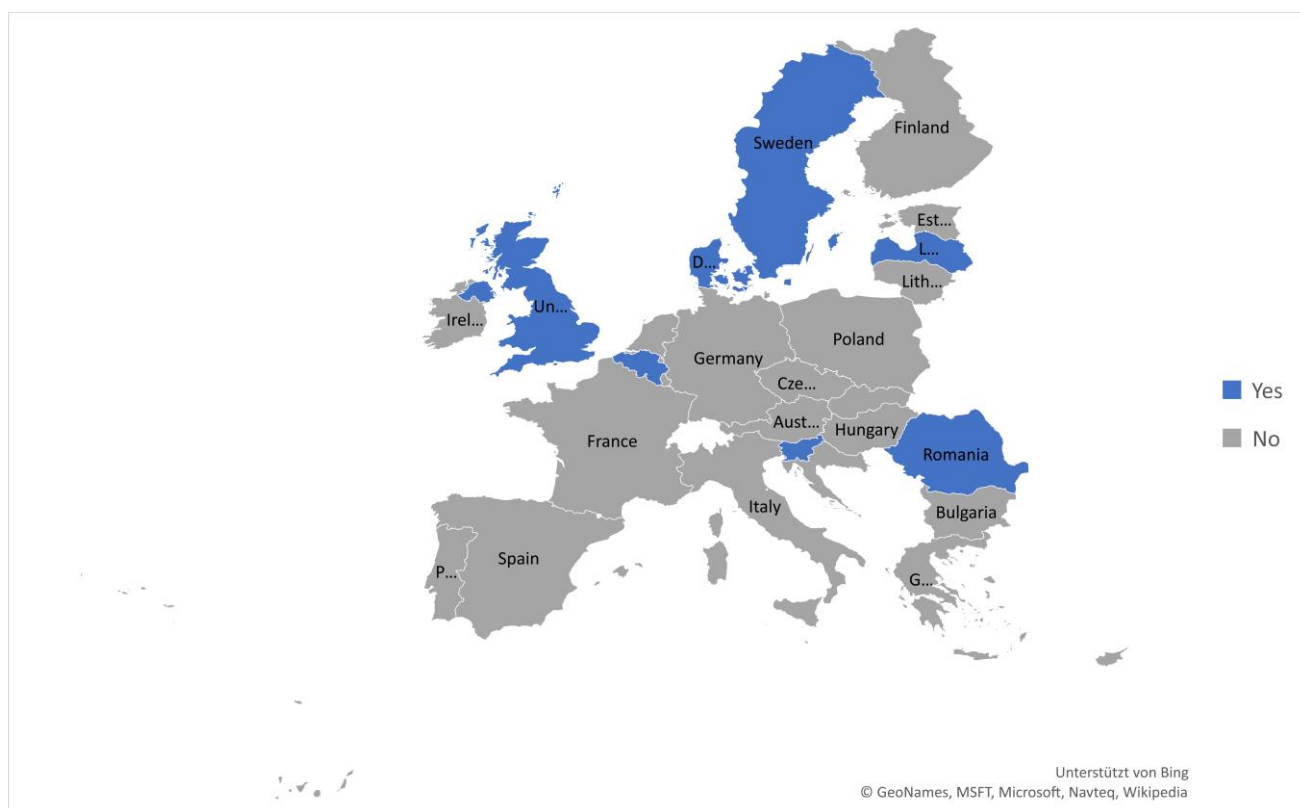 Finland
Sweden
Est...
L...
D...
Lith...
Un...
Irel...
Poland
Germany
Cze...
Aust...
Hungary
France
Romania
Italy
Bulgaria
Spain
P...
G...
Yes
No
Unterstützt von Bing
© GeoNames, MSFT, Microsoft, Navteq, Wikipedia